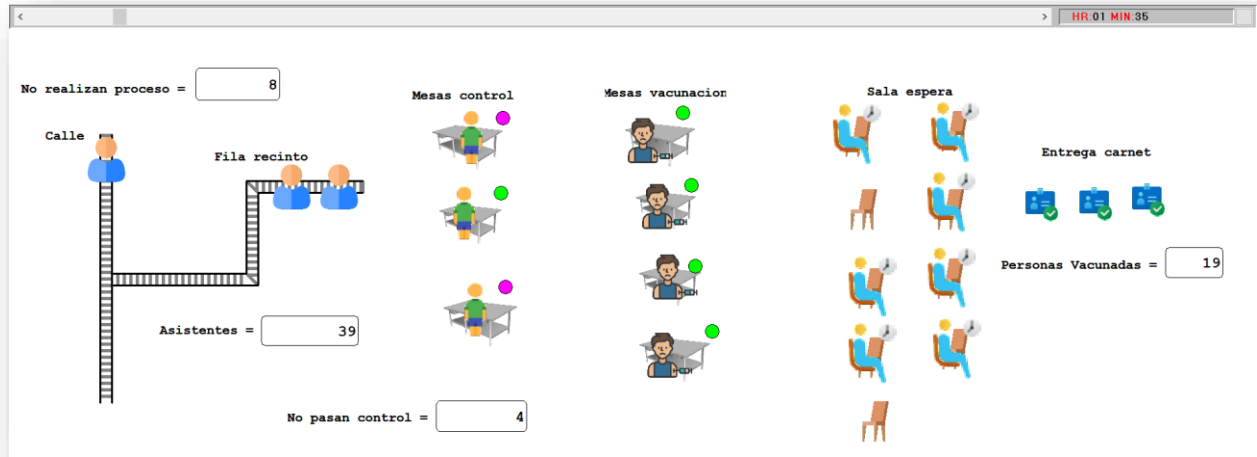 HR:01 MIN:35
No realizan proceso = 8
Mesas control
Mesas vacunacion
Sala espera
Calle
Fila recinto
Entrega carnet
Personas Vacunadas = 19
Asistentes = 39
No pasan control = 4